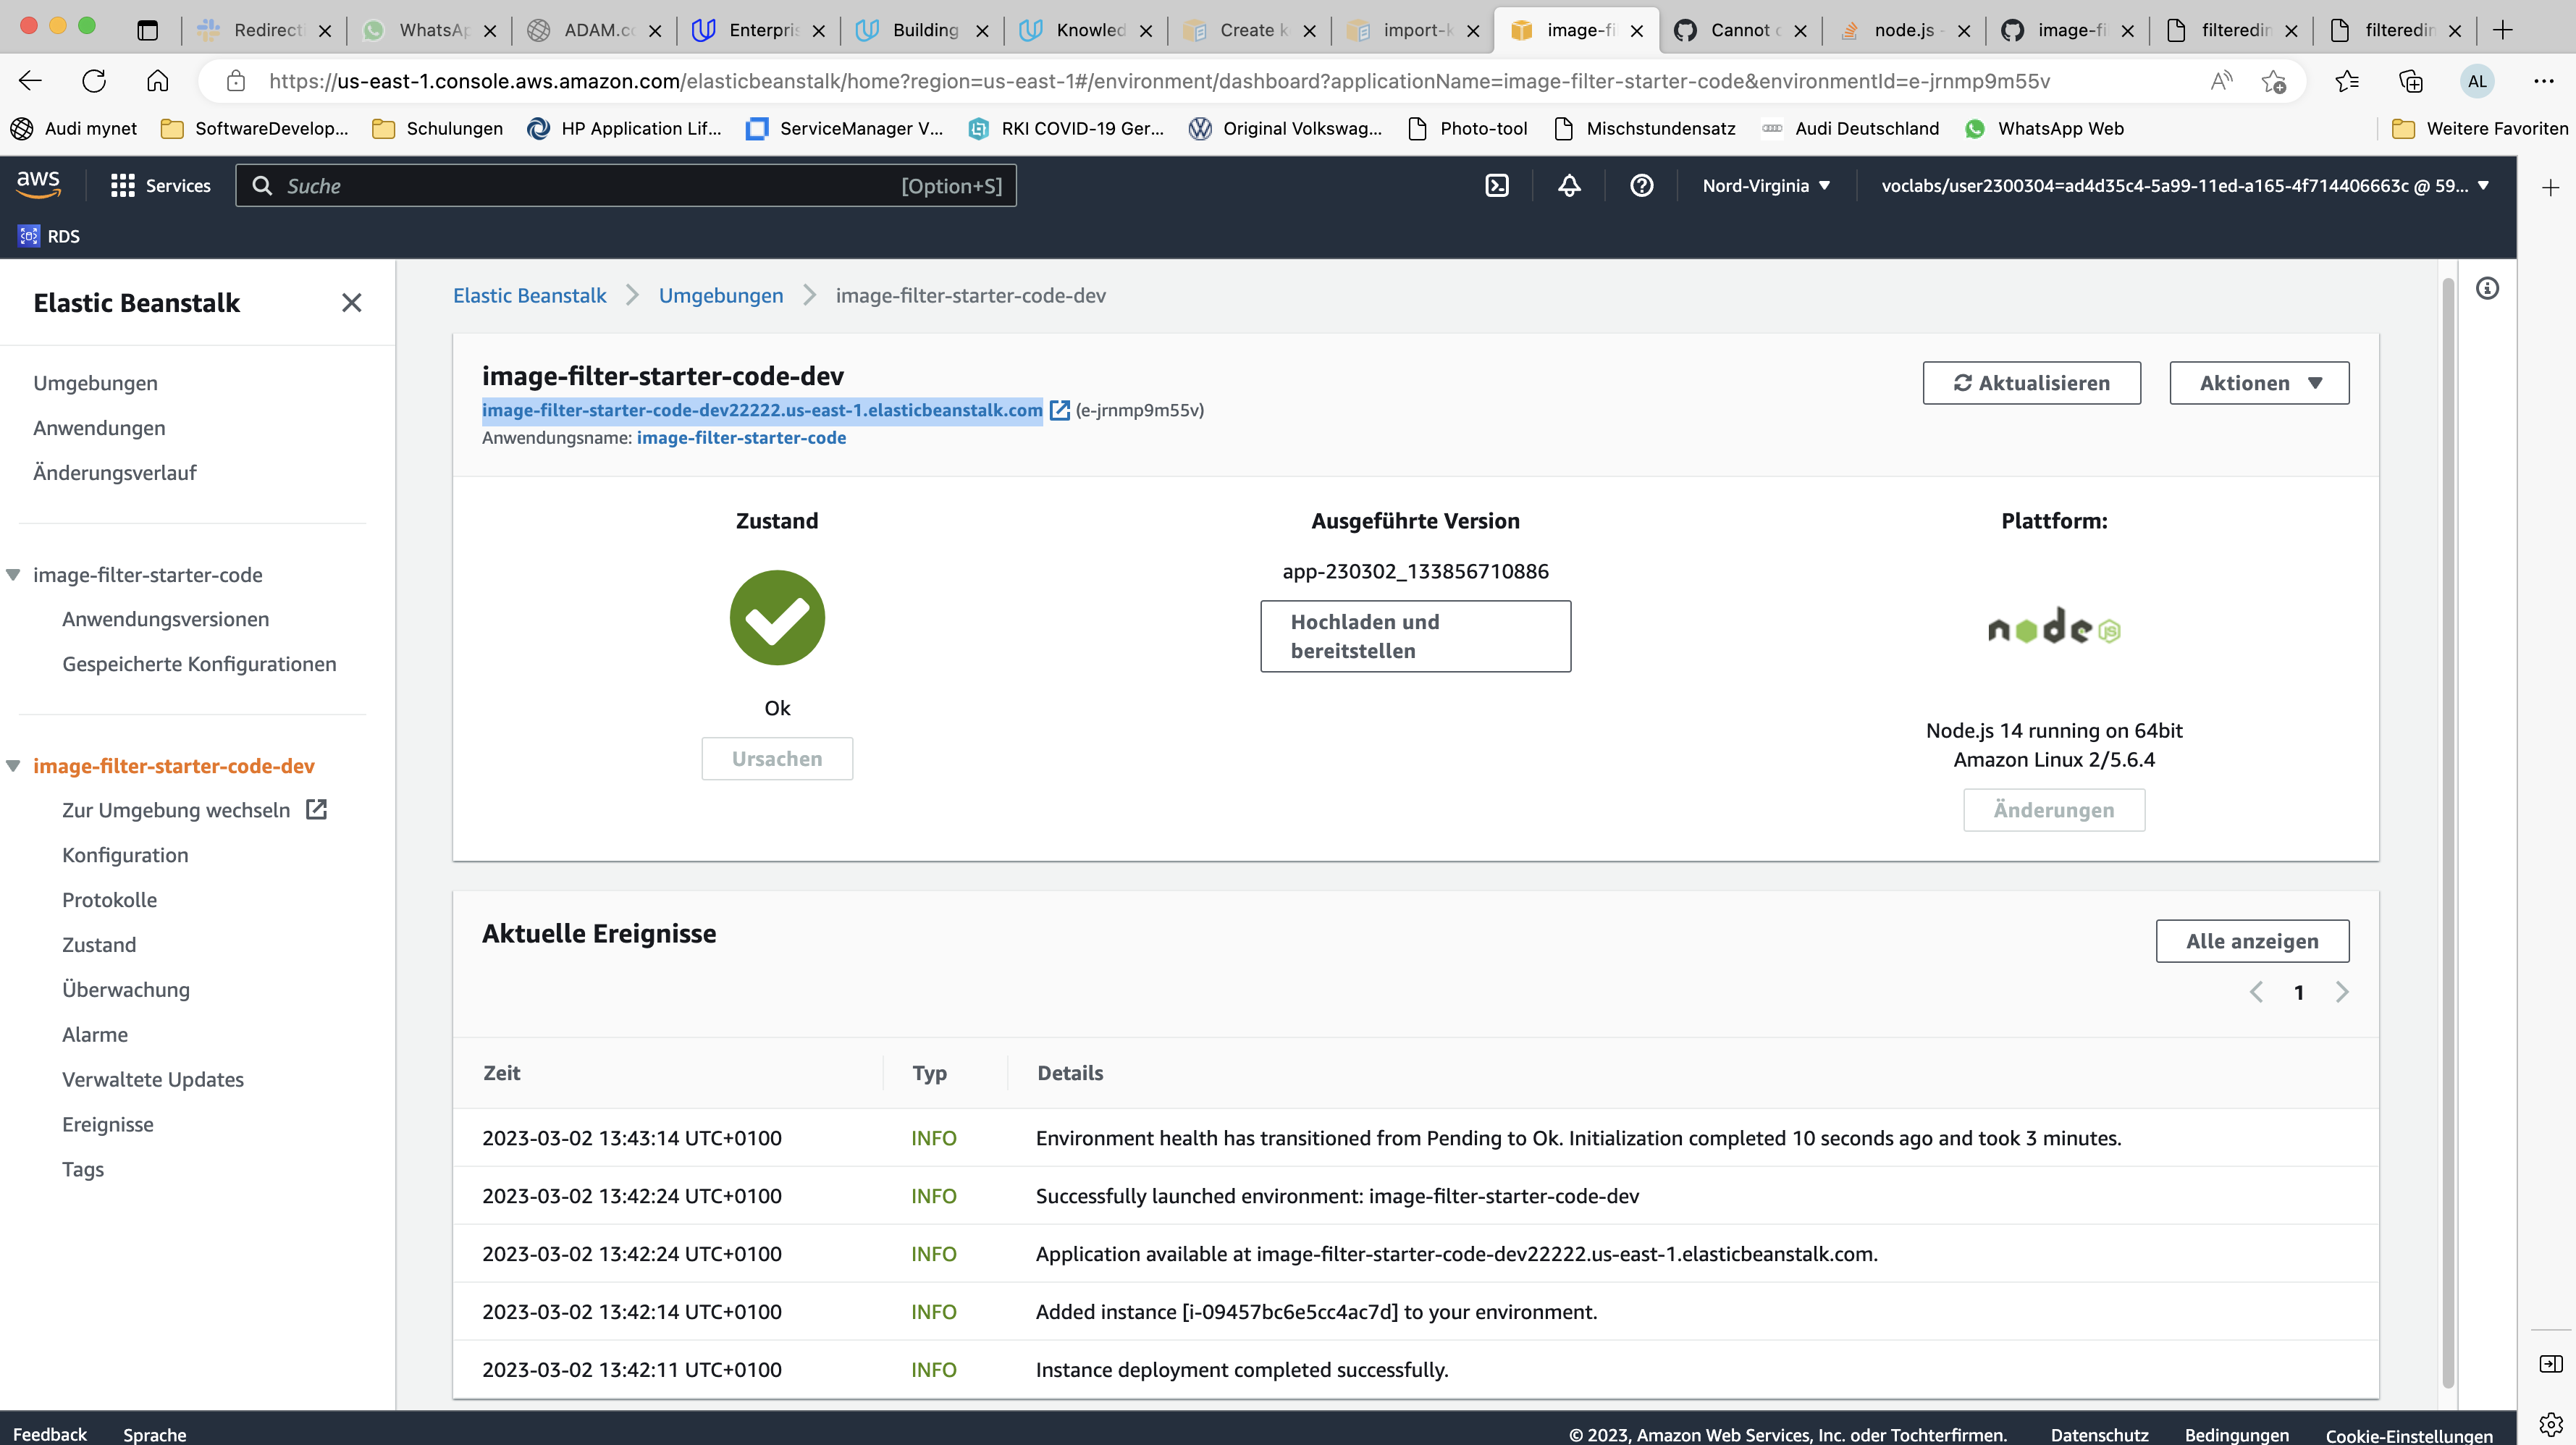 Redirecti
WhatsAp
ADAM.co
Enterpris
Building
Knowled
Create k
import-k
image-fi
Cannot c
node.js -
image-fi
filteredin
filteredin
https://us-east-1.console.aws.amazon.com/elasticbeanstalk/home?region=us-east-1#/environment/dashboard?applicationName=image-filter-starter-code&environmentId=e-jrnmp9m55v
AL
Audi mynet
SoftwareDevelop...
Schulungen
HP Application Lif...
ServiceManager V...
RKI COVID-19 Ger...
Original Volkswag...
Photo-tool
Mischstundensatz
Audi Deutschland
WhatsApp Web
Weitere Favoriten
aws
Services
Suche
[Option+S]
Nord-Virginia
voclabs/user2300304=ad4d35c4-5a99-11ed-a165-4f714406663c @ 59...
RDS
Elastic Beanstalk
Umgebungen
Anwendungen
Änderungsverlauf
image-filter-starter-code
Anwendungsversionen
Gespeicherte Konfigurationen
image-filter-starter-code-dev
Zur Umgebung wechseln
Konfiguration
Protokolle
Zustand
Überwachung
Alarme
Verwaltete Updates
Ereignisse
Tags
Elastic Beanstalk
Umgebungen
image-filter-starter-code-dev
image-filter-starter-code-dev
image-filter-starter-code-dev22222.us-east-1.elasticbeanstalk.com (e-jrnmp9m55v)
Anwendungsname: image-filter-starter-code
Aktualisieren
Aktionen
Zustand
Ok
Ursachen
Ausgeführte Version
app-230302_133856710886
Hochladen und
bereitstellen
Plattform:
node JS
Node.js 14 running on 64bit
Amazon Linux 2/5.6.4
Änderungen
Aktuelle Ereignisse
Alle anzeigen
1
Zeit Typ Details
2023-03-02 13:43:14 UTC+0100 INFO Environment health has transitioned from Pending to Ok. Initialization completed 10 seconds ago and took 3 minutes.
2023-03-02 13:42:24 UTC+0100 INFO Successfully launched environment: image-filter-starter-code-dev
2023-03-02 13:42:24 UTC+0100 INFO Application available at image-filter-starter-code-dev22222.us-east-1.elasticbeanstalk.com.
2023-03-02 13:42:14 UTC+0100 INFO Added instance [i-09457bc6e5cc4ac7d] to your environment.
2023-03-02 13:42:11 UTC+0100 INFO Instance deployment completed successfully.
Feedback
Sprache
© 2023, Amazon Web Services, Inc. oder Tochterfirmen.
Datenschutz
Bedingungen
Cookie-Einstellungen